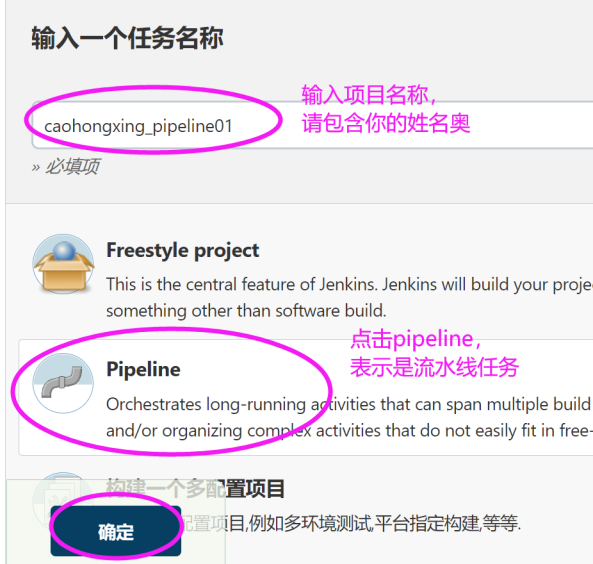 输入一个任务名称
输入项目名称，
请包含你的姓名奥
caohongxing_pipeline01
» 必填项
Freestyle project
This is the central feature of Jenkins. Jenkins will build your proje
something other than software build.
点击pipeline，
表示是流水线任务
Pipeline
Orchestrates long-running activities that can span multiple build
and/or organizing complex activities that do not easily fit in free-
构建一个多配置项目
配置项目,例如多环境测试,平台指定构建,等等.
确定